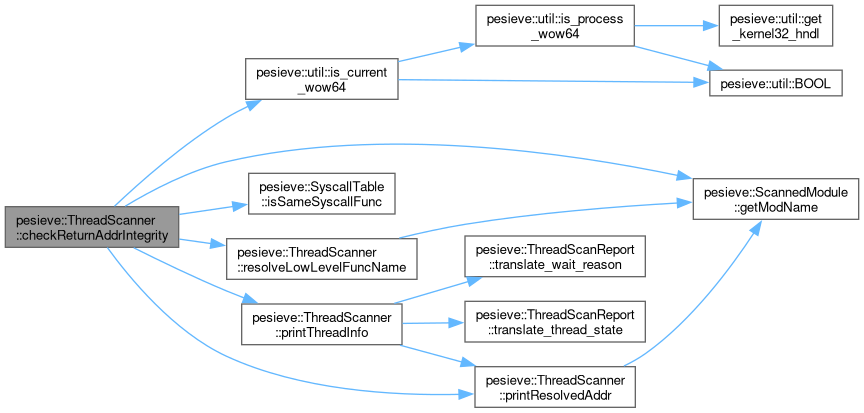 pesieve::util::is_process
_wow64
pesieve::util::get
_kernel32_hndl
pesieve::util::is_current
_wow64
pesieve::util::BOOL
pesieve::SyscallTable
::isSameSyscallFunc
pesieve::ScannedModule
::getModName
pesieve::ThreadScanner
::checkReturnAddrIntegrity
pesieve::ThreadScanner
::resolveLowLevelFuncName
pesieve::ThreadScanReport
::translate_wait_reason
pesieve::ThreadScanner
::printThreadInfo
pesieve::ThreadScanReport
::translate_thread_state
pesieve::ThreadScanner
::printResolvedAddr